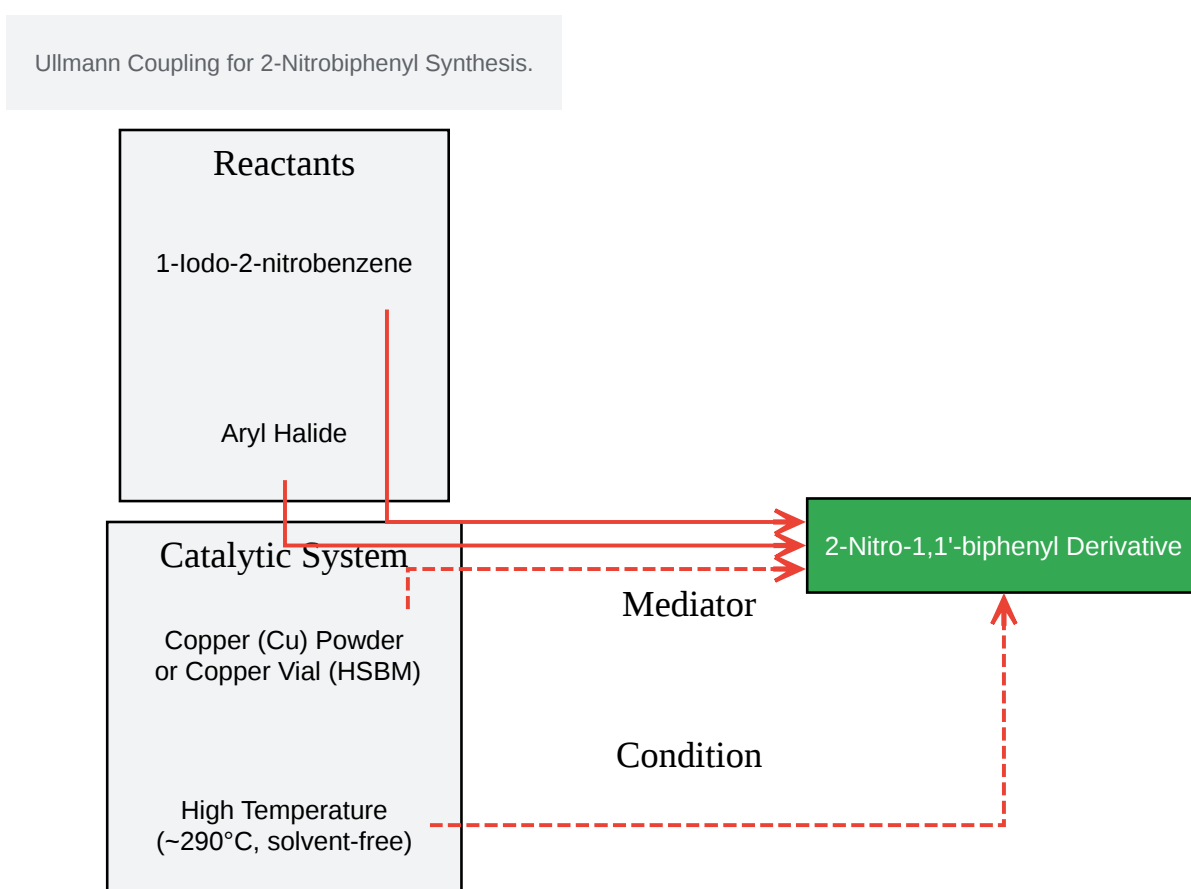 Ullmann Coupling for 2-Nitrobiphenyl Synthesis.
Reactants
1-Iodo-2-nitrobenzene
Aryl Halide
Catalytic System
2-Nitro-1,1'-biphenyl Derivative
Mediator
Copper (Cu) Powder
or Copper Vial (HSBM)
Condition
High Temperature
(~290°C, solvent-free)